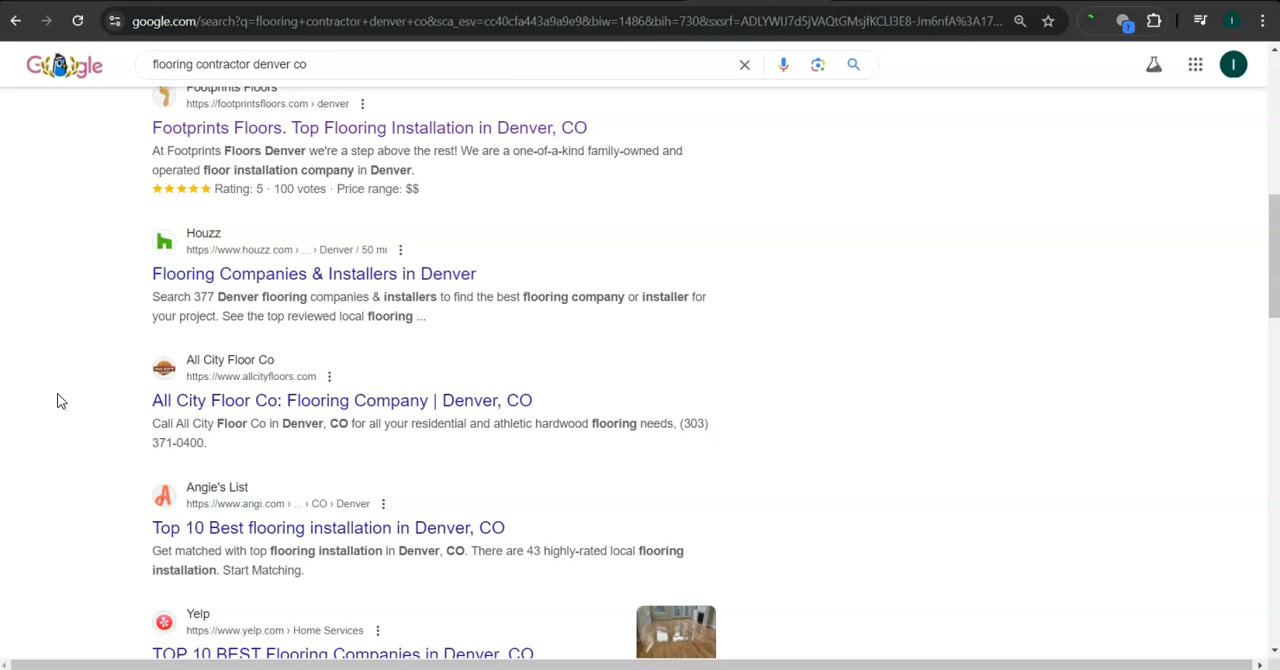 google.com/search?q=flooring+contractor+denver+co&sca_esv=cc40cfa443a9a9e9&biw=1486&bih=730&sxsrf=ADLYWIJ7d5jVAQtGMsjfKCLl3E8-Jm6nfA%3A17...
Google
flooring contractor denver co
I
Footprints Floors
https://footprintsfloors.com › denver
Footprints Floors. Top Flooring Installation in Denver, CO
At Footprints Floors Denver we're a step above the rest! We are a one-of-a-kind family-owned and
operated floor installation company in Denver.
Rating: 5 · 100 votes · Price range: $$
Houzz
https://www.houzz.com › ... › Denver / 50 mi
Flooring Companies & Installers in Denver
Search 377 Denver flooring companies & installers to find the best flooring company or installer for
your project. See the top reviewed local flooring ...
All City Floor Co
https://www.allcityfloors.com
All City Floor Co: Flooring Company | Denver, CO
Call All City Floor Co in Denver, CO for all your residential and athletic hardwood flooring needs, (303)
371-0400.
Angie's List
https://www.angi.com › ... › CO › Denver
Top 10 Best flooring installation in Denver, CO
Get matched with top flooring installation in Denver, CO. There are 43 highly-rated local flooring
installation. Start Matching.
Yelp
https://www.yelp.com › Home Services
TOP 10 BEST Flooring Companies in Denver, CO